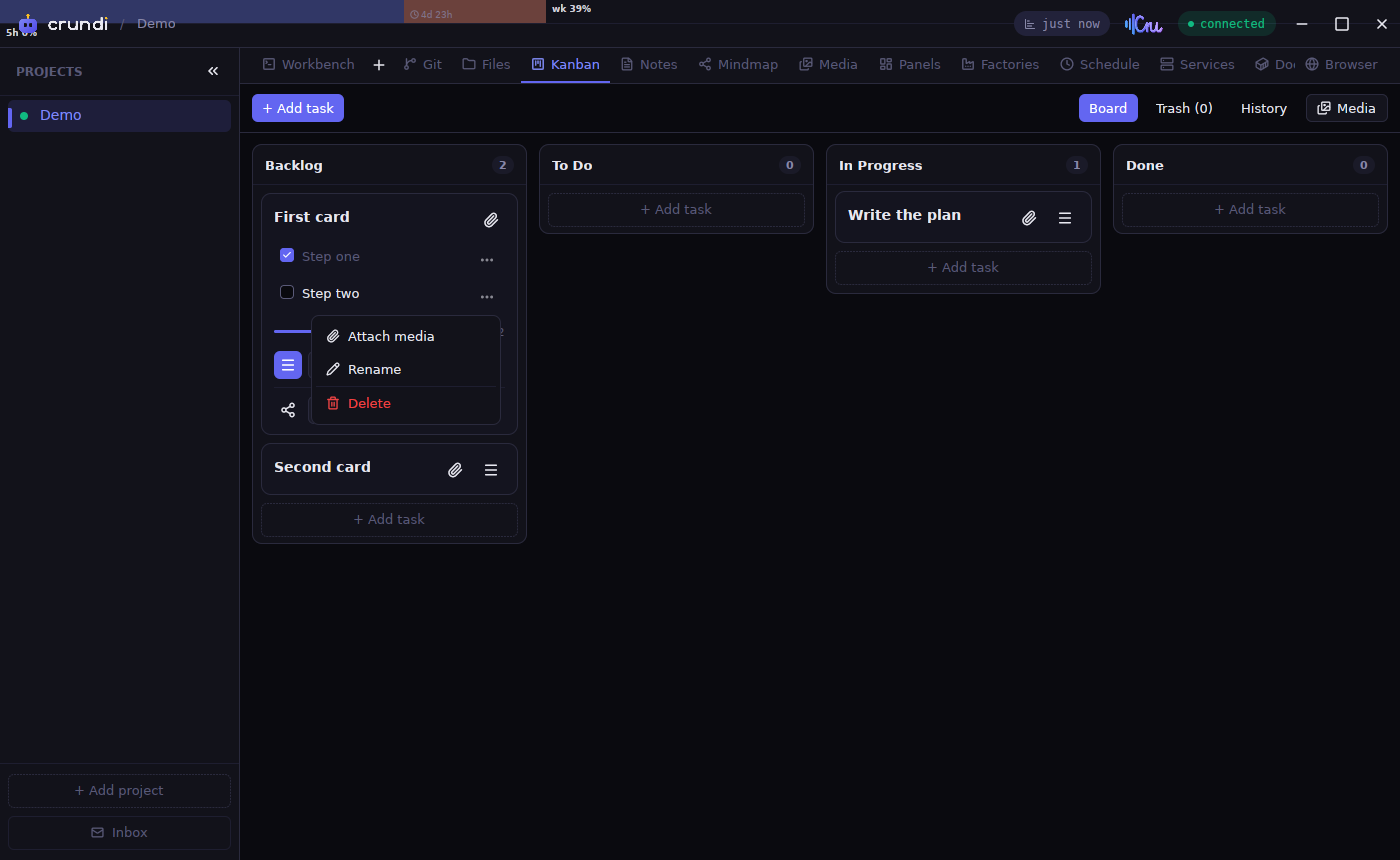 4d 23h
wk 39%
crundi / Demo
just now
Cru
connected
PROJECTS
Workbench
Git
Files
Kanban
Notes
Mindmap
Media
Panels
Factories
Schedule
Services
Browser
Demo
+ Add task
Board
Trash (0)
History
Media
Backlog
2
To Do
0
In Progress
1
Done
0
First card
Step one
Step two
Attach media
Rename
Delete
Second card
+ Add task
+ Add task
Write the plan
+ Add task
+ Add task
+ Add project
Inbox